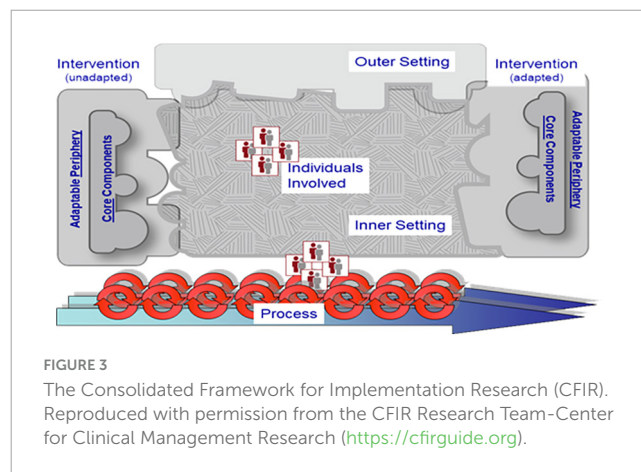 Intervention
(unadapted)
Outer Setting
Intervention
(adapted)
Adaptable Periphery
Core Components
Individuals
Involved
Inner Setting
Core Components
Adaptable Periphery
Process
FIGURE 3
The Consolidated Framework for Implementation Research (CFIR).
Reproduced with permission from the CFIR Research Team-Center
for Clinical Management Research (https://cfirguide.org).